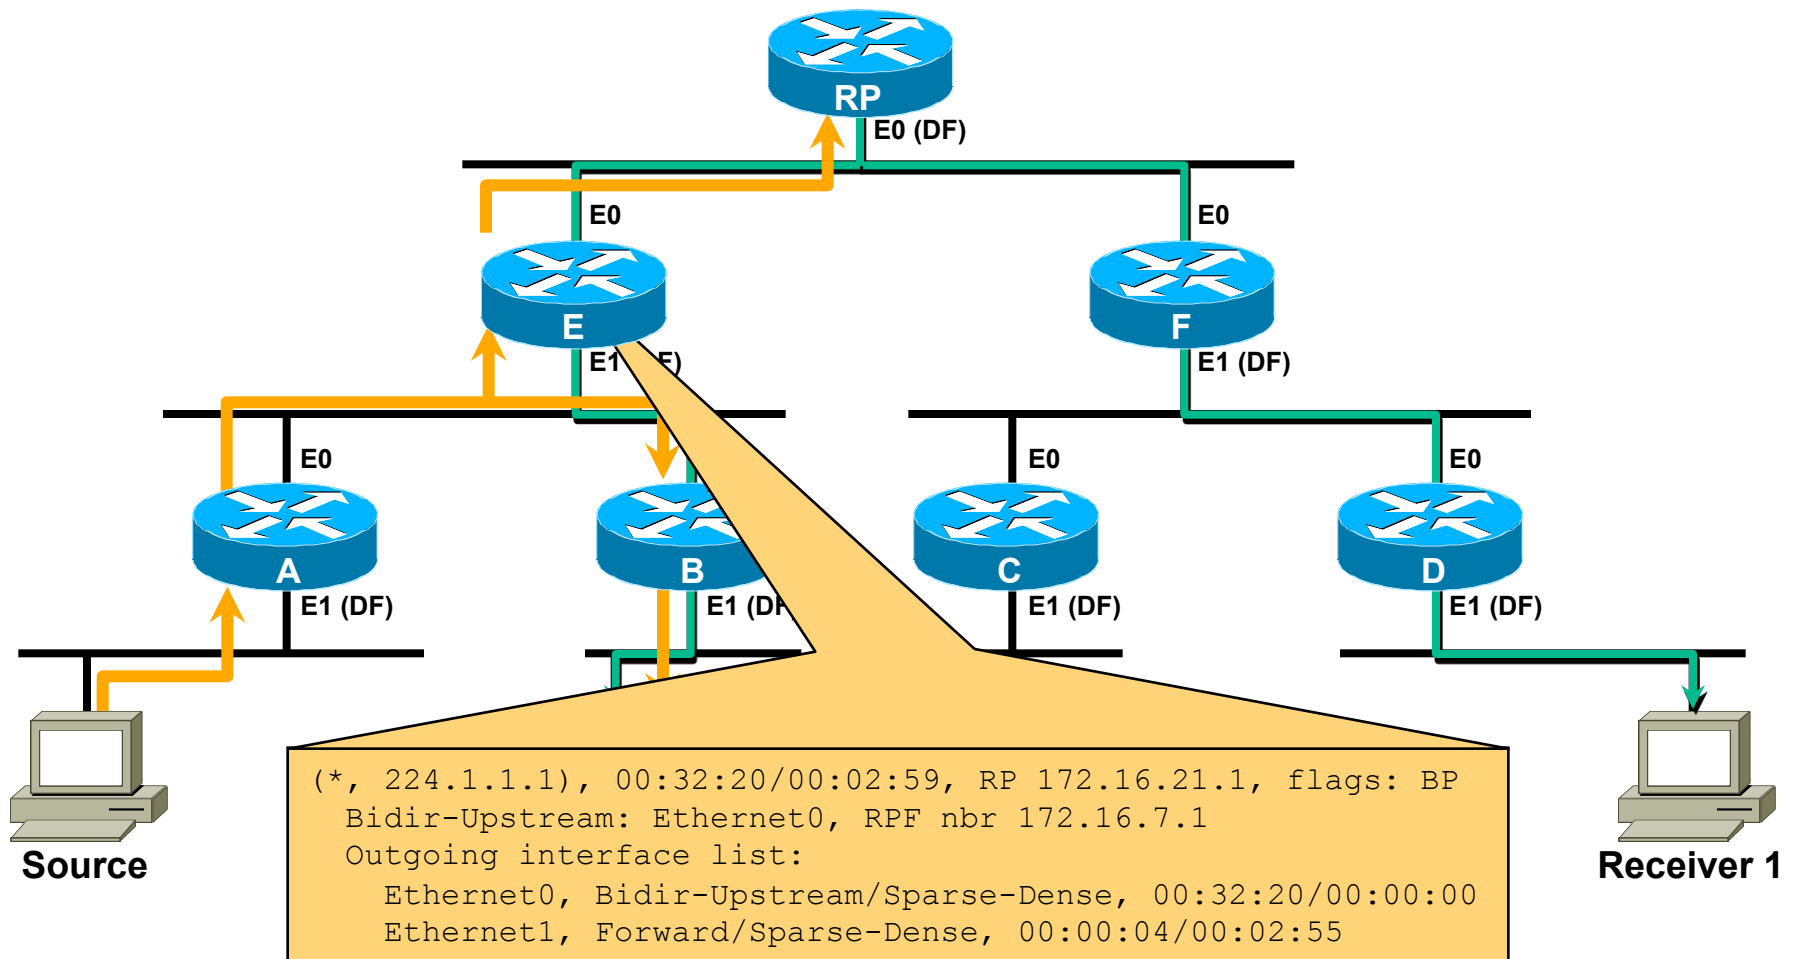 RP
E0 (DF)
E0
E0
E
F
E1
F)
E1 (DF)
E0
E0
E0
A
B
C
D
E1 (DF)
E1 (DF
E1 (DF)
E1 (DF)
Source
Receiver 1
(*, 224.1.1.1), 00:32:20/00:02:59, RP 172.16.21.1, flags: BP
Bidir-Upstream: Ethernet0, RPF nbr 172.16.7.1
Outgoing interface list:
Ethernet0, Bidir-Upstream/Sparse-Dense, 00:32:20/00:00:00
Ethernet1, Forward/Sparse-Dense, 00:00:04/00:02:55